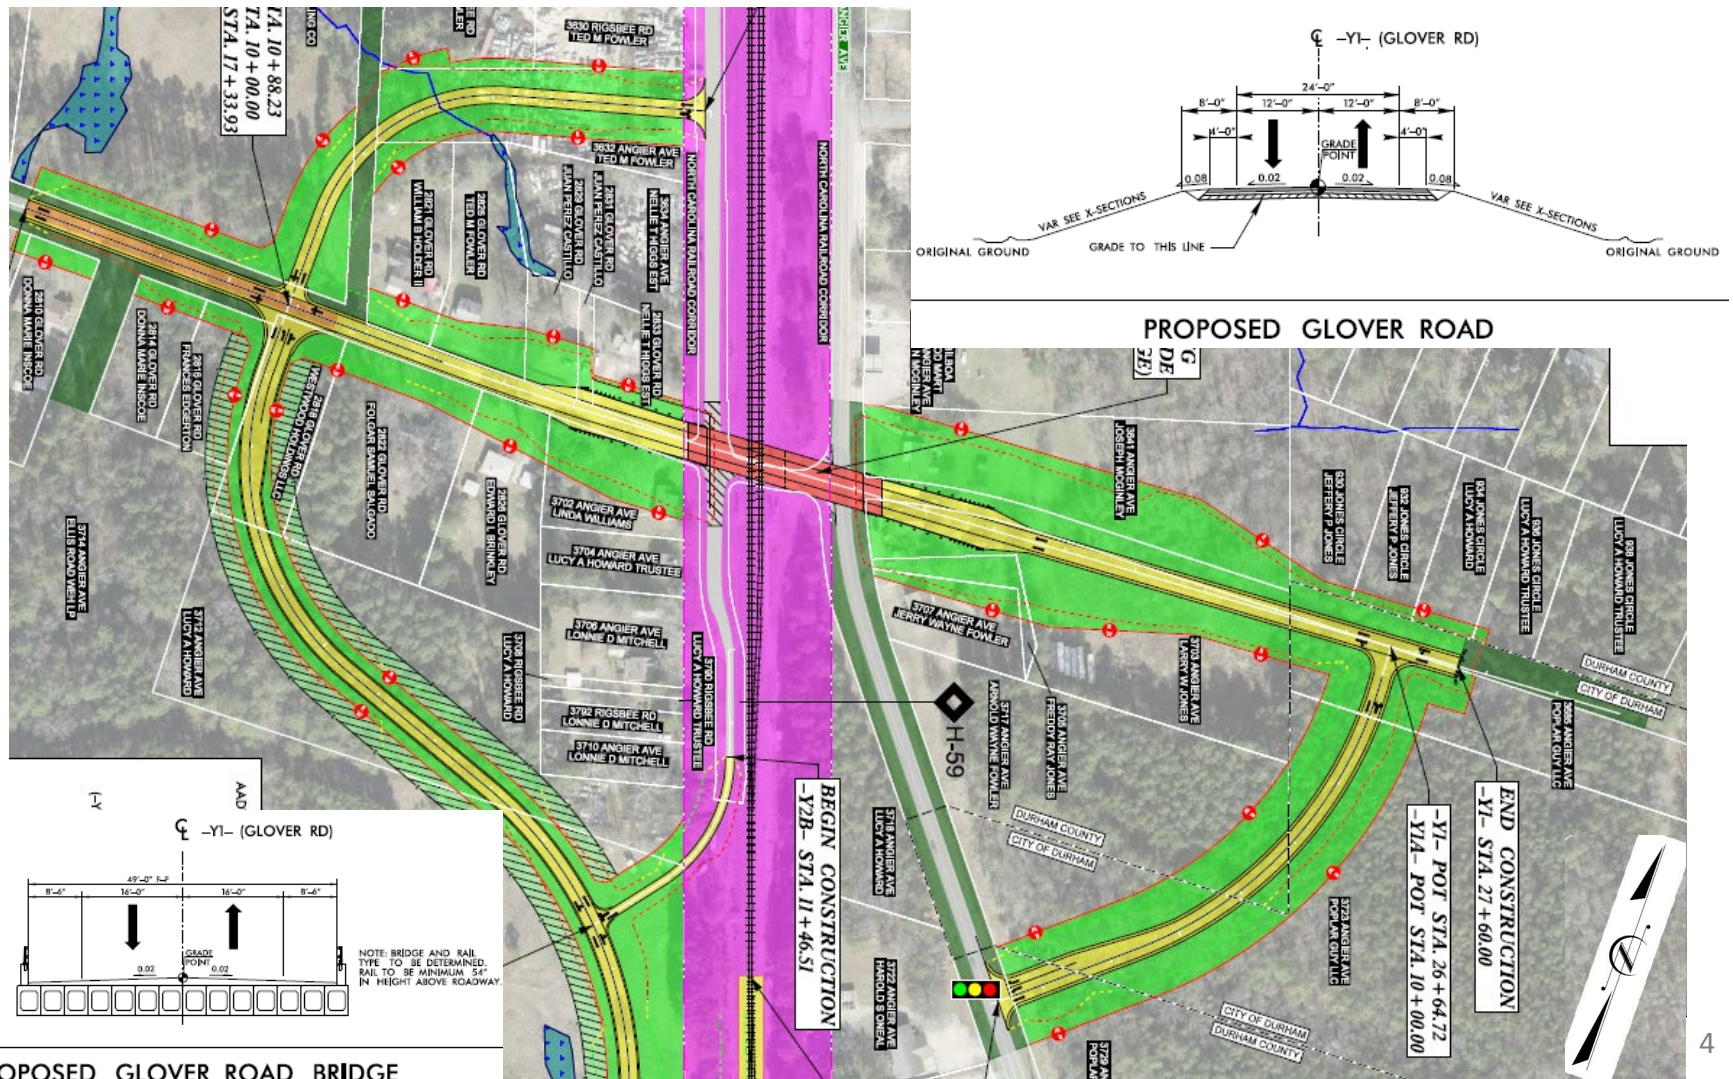 TA. 10+88.23
TA. 10+00.00
STA. 17+33.93
3630 RIGSBEE RD
TED M FOWLER
3632 ANGIER AVE
TED M FOWLER
2821 GLOVER RD
WILLIAM B HOLDER II
2825 GLOVER RD
TED M FOWLER
2829 GLOVER RD
JUAN PEREZ CASTILLO
2831 GLOVER RD
JUAN PEREZ CASTILLO
3634 ANGIER AVE
NELLIE T HIGGS EST
2833 GLOVER RD
NELLIE T HIGGS EST
NORTH CAROLINA RAILROAD CORRIDOR
NORTH CAROLINA RAILROAD CORRIDOR
ANGIER AVE
℄ -Y1- (GLOVER RD)
24'-0"
8'-0" 12'-0" 12'-0" 8'-0"
4'-0" 4'-0"
GRADE
POINT
0.08 0.02 0.02 0.08
VAR SEE X-SECTIONS
VAR SEE X-SECTIONS
ORIGINAL GROUND
GRADE TO THIS LINE
ORIGINAL GROUND
PROPOSED GLOVER ROAD
2810 GLOVER RD
DONNA MARIE INSCOE
2814 GLOVER RD
DONNA MARIE INSCOE
2816 GLOVER RD
FRANCES EDGERTON
2818 GLOVER RD
WESTWOOD HOLDINGS LLC
2822 GLOVER RD
FOLGAR SAMUEL SALGADO
2826 GLOVER RD
EDWARD L BRINKLEY
3702 ANGIER AVE
LINDA WILLIAMS
3704 ANGIER AVE
LUCY A HOWARD TRUSTEE
3706 ANGIER AVE
LONNIE D MITCHELL
3708 RIGSBEE RD
LUCY A HOWARD
3792 RIGSBEE RD
LONNIE D MITCHELL
3710 ANGIER AVE
LONNIE D MITCHELL
3790 RIGSBEE RD
LUCY A HOWARD TRUSTEE
3714 ANGIER AVE
ELLIS ROAD WEH LP
3712 ANGIER AVE
LUCY A HOWARD
3641 ANGIER AVE
JOSEPH MCGINLEY
930 JONES CIRCLE
JEFFERY P JONES
932 JONES CIRCLE
JEFFERY P JONES
934 JONES CIRCLE
LUCY A HOWARD
936 JONES CIRCLE
LUCY A HOWARD TRUSTEE
938 JONES CIRCLE
LUCY A HOWARD TRUSTEE
3707 ANGIER AVE
JERRY WAYNE FOWLER
3703 ANGIER AVE
LARRY W JONES
3705 ANGIER AVE
FREDDY RAY JONES
3717 ANGIER AVE
ARNOLD WAYNE FOWLER
DURHAM COUNTY
CITY OF DURHAM
POPLAR GUY LLC
H-59
DURHAM COUNTY
CITY OF DURHAM
3718 ANGIER AVE
LUCY A HOWARD
BEGIN CONSTRUCTION
-Y2B- STA. 11+46.51
END CONSTRUCTION
-Y1- STA. 27+60.00
-Y1- POT STA. 26+64.72
-Y1A- POT STA. 10+00.00
3723 ANGIER AVE
POPLAR GUY LLC
3722 ANGIER AVE
HAROLD S ONEAL
CITY OF DURHAM
DURHAM COUNTY
AAD
(-Y
℄ -Y1- (GLOVER RD)
49'-0" F-F
8'-6" 16'-0" 16'-0" 8'-6"
GRADE
POINT
0.02 0.02
NOTE: BRIDGE AND RAIL
TYPE TO BE DETERMINED.
RAIL TO BE MINIMUM 54"
IN HEIGHT ABOVE ROADWAY.
OPOSED GLOVER ROAD BRIDGE
4